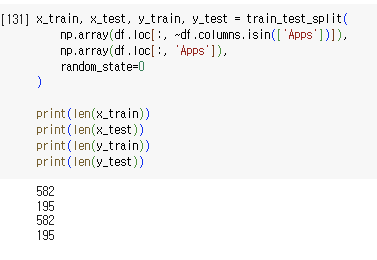 [131] x_train, x_test, y_train, y_test = train_test_split(
np.array(df.loc[:, ~df.columns.isin(['Apps'])]),
np.array(df.loc[:, 'Apps']),
random_state=0
)
print(len(x_train))
print(len(x_test))
print(len(y_train))
print(len(y_test))
582
195
582
195